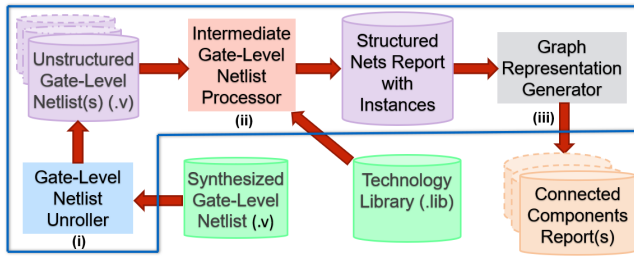 Unstructured
Gate-Level
Netlist(s) (.v)
Intermediate
Gate-Level
Netlist
Processor
(ii)
Structured
Nets Report
with
Instances
Graph
Representation
Generator
(iii)
Gate-Level
Netlist
Unroller
(i)
Synthesized
Gate-Level
Netlist (.v)
Technology
Library (.lib)
Connected
Components
Report(s)